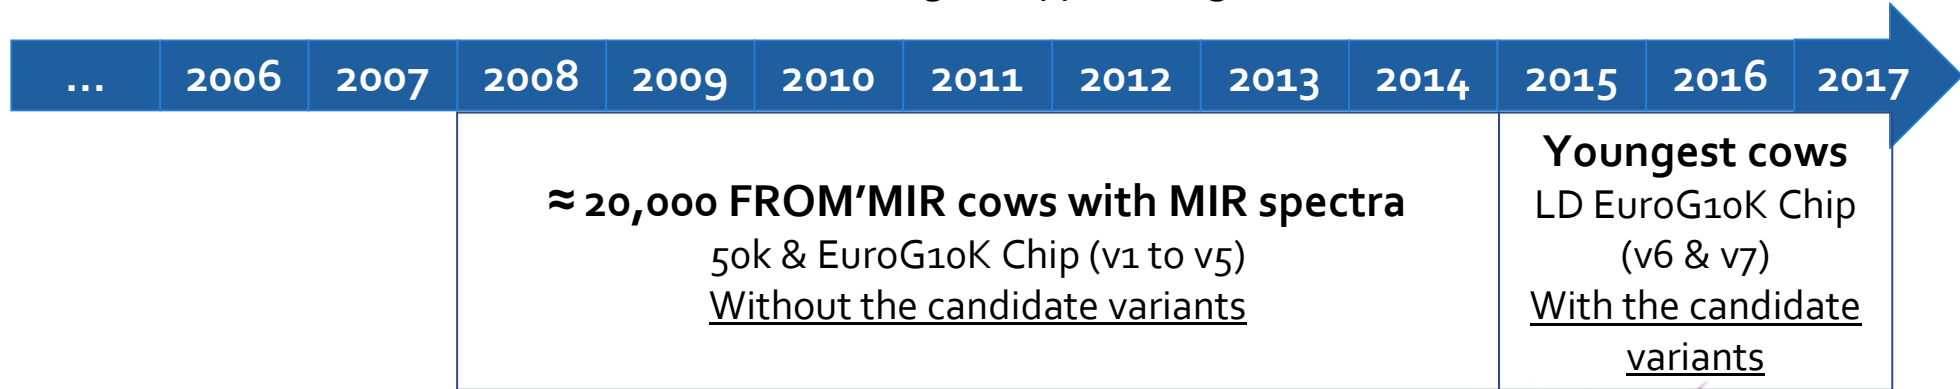 ... 2006 2007 2008 2009 2010 2011 2012 2013 2014 2015 2016 2017
≈ 20,000 FROM'MIR cows with MIR spectra
50k & EuroG10K Chip (v1 to v5)
Without the candidate variants
Youngest cows
LD EuroG10K Chip
(v6 & v7)
With the candidate
variants